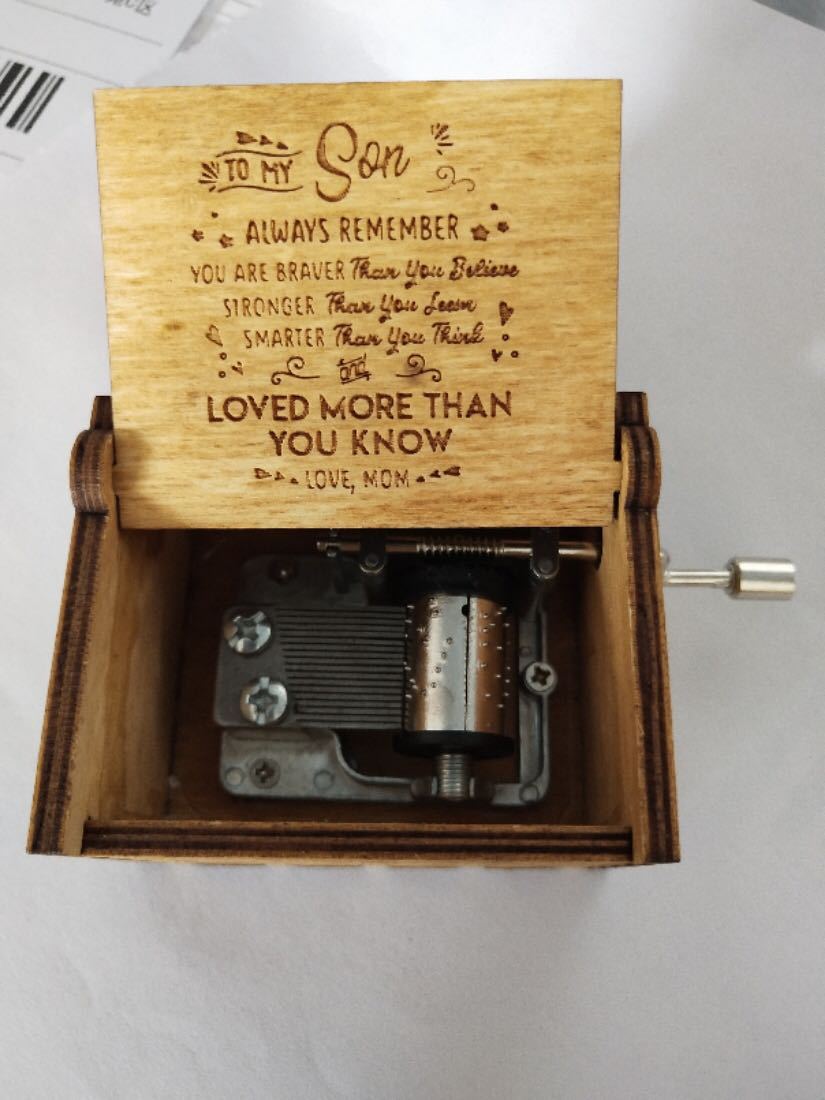 TO MY Son
ALWAYS REMEMBER
YOU ARE BRAVER Than You Believe
STRONGER Than You Seem
SMARTER Than You Think
and
LOVED MORE THAN
YOU KNOW
LOVE, MOM